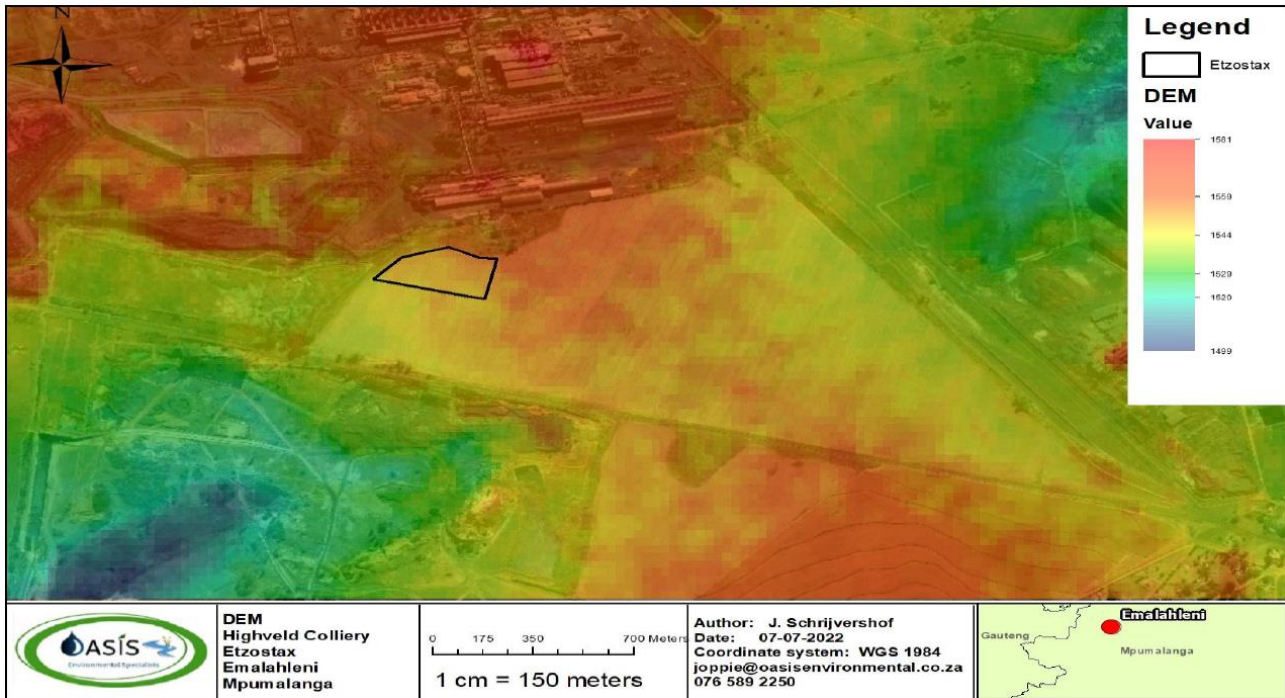 N
Legend
Etzostax
DEM
Value
1581
1559
1544
1529
1520
1499
OASIS
Environmental Specialists
DEM
Highveld Colliery
Etzostax
Emalahleni
Mpumalanga
0 175 350 700 Meters
1 cm = 150 meters
Author: J. Schrijvershof
Date: 07-07-2022
Coordinate system: WGS 1984
joppie@oasisenvironmental.co.za
076 589 2250
Emalahleni
Gauteng
Mpumalanga